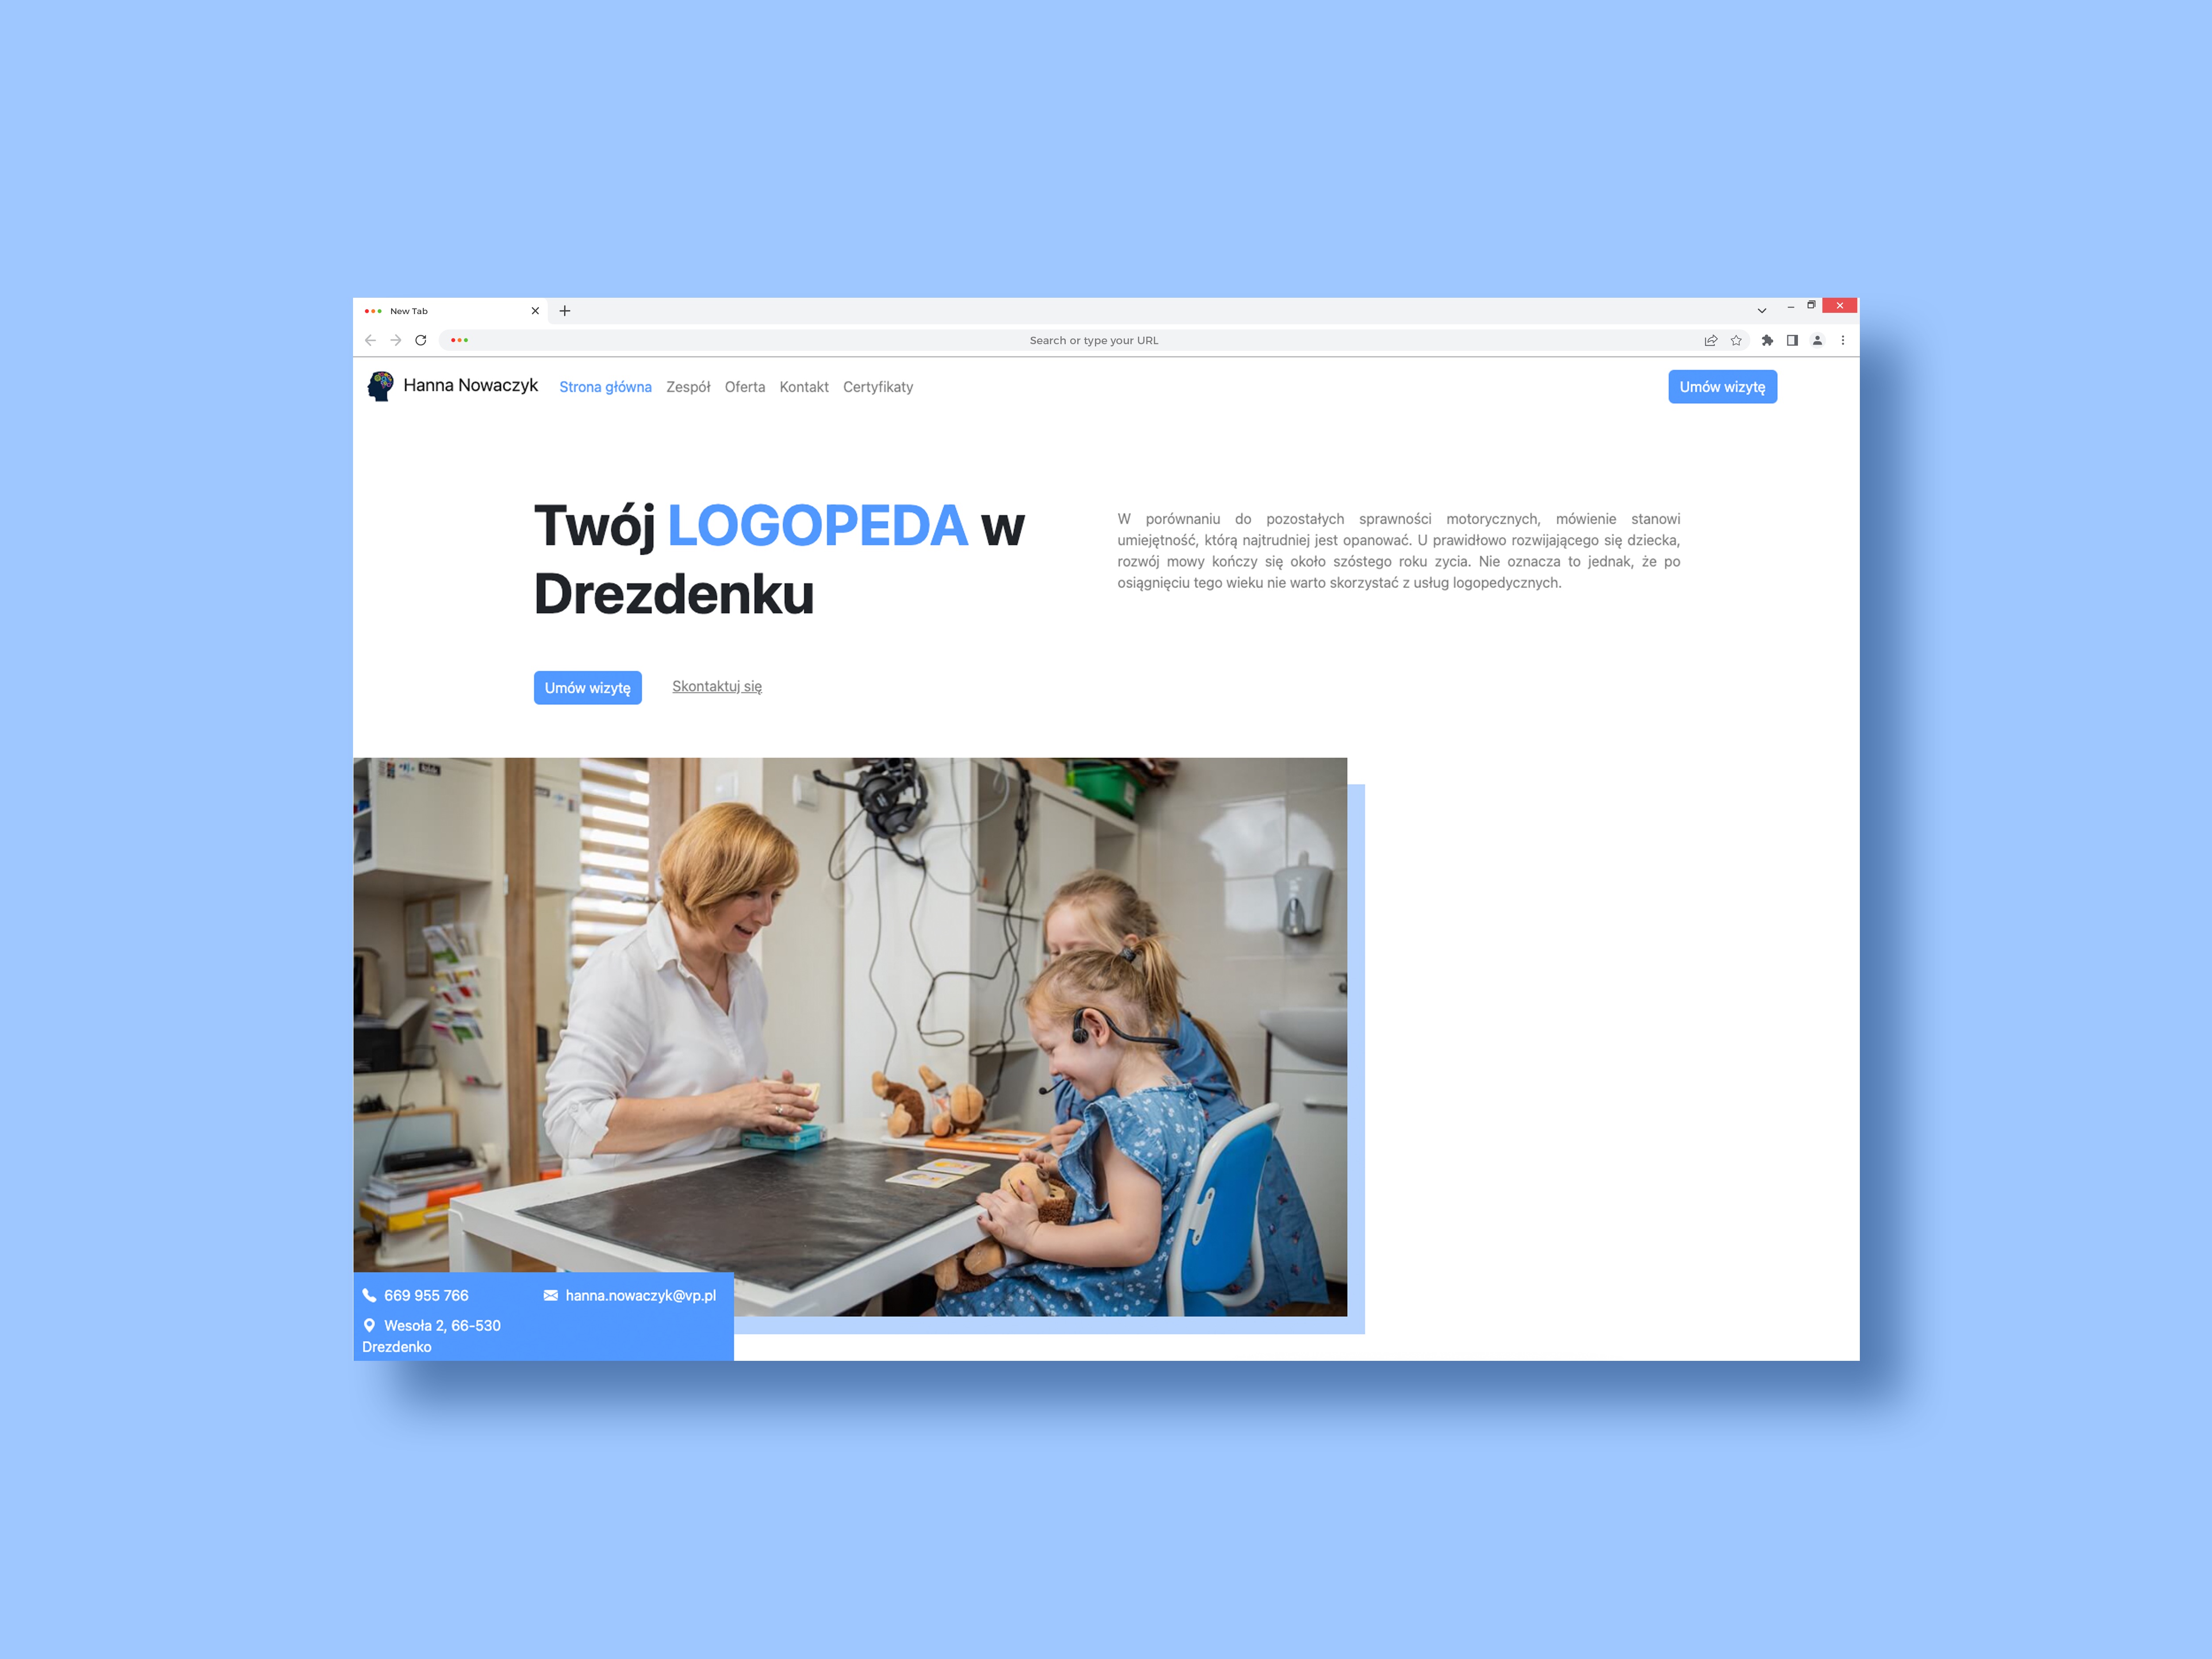 New Tab
Search or type your URL
Hanna Nowaczyk Strona główna Zespół Oferta Kontakt Certyfikaty Umów wizytę
Twój LOGOPEDA w
Drezdenku
W porównaniu do pozostałych sprawności motorycznych, mówienie stanowi
umiejętność, którą najtrudniej jest opanować. U prawidłowo rozwijającego się dziecka,
rozwój mowy kończy się około szóstego roku zycia. Nie oznacza to jednak, że po
osiągnięciu tego wieku nie warto skorzystać z usług logopedycznych.
Umów wizytę Skontaktuj się
669 955 766 hanna.nowaczyk@vp.pl
Wesoła 2, 66-530
Drezdenko